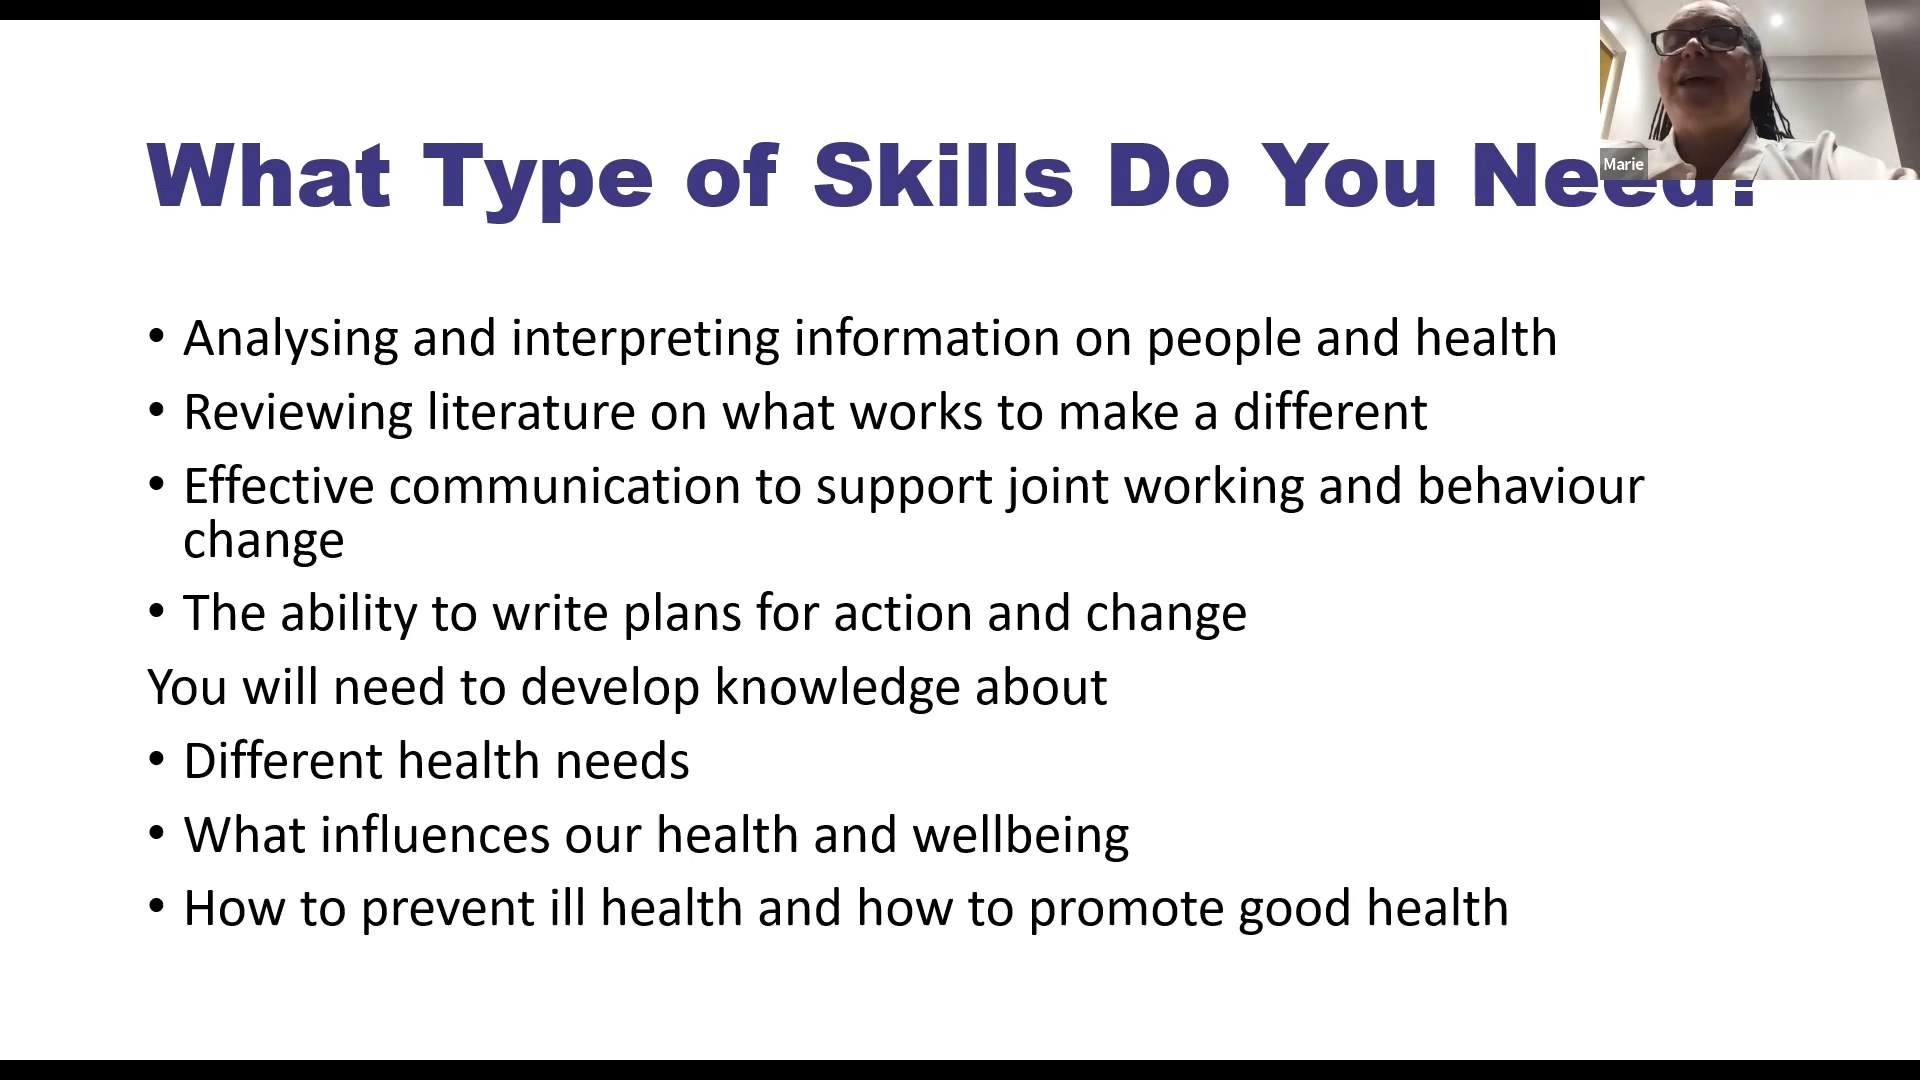 What Type of Skills Do You Need?
Marie
• Analysing and interpreting information on people and health
• Reviewing literature on what works to make a different
• Effective communication to support joint working and behaviour
change
• The ability to write plans for action and change
You will need to develop knowledge about
• Different health needs
• What influences our health and wellbeing
• How to prevent ill health and how to promote good health